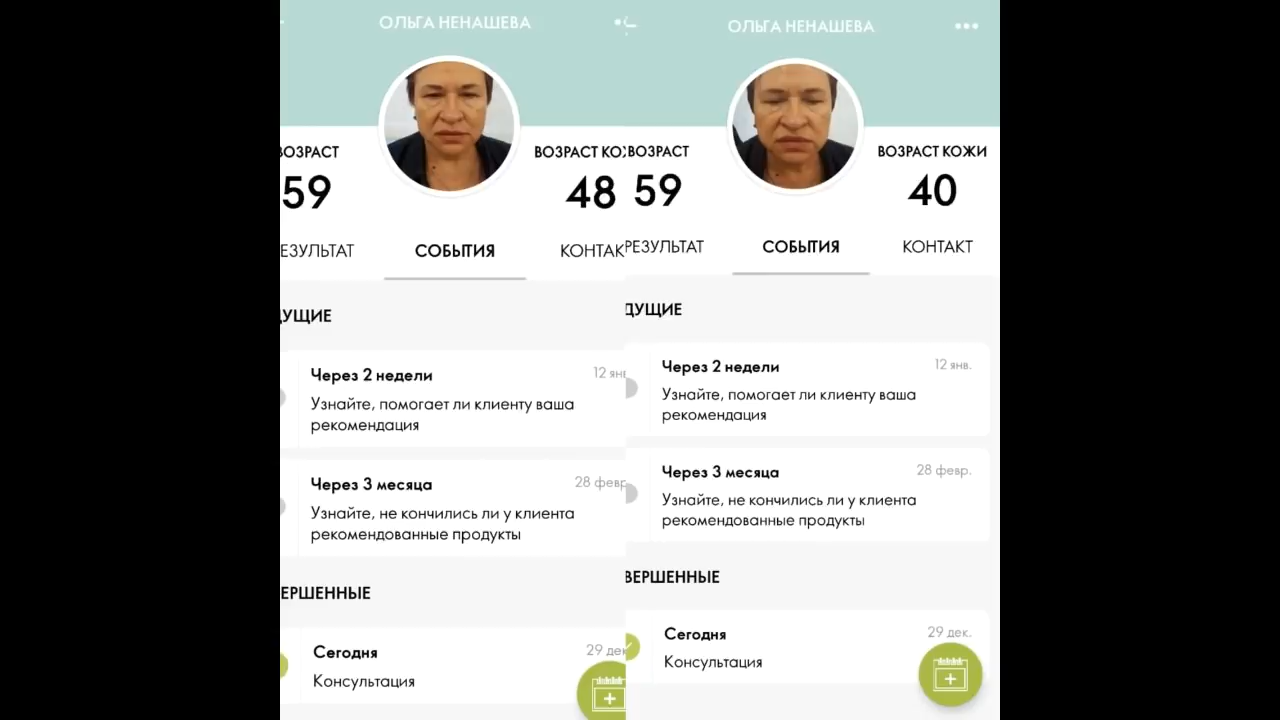 ОЛЬГА НЕНАШЕВА
ВОЗРАСТ
59
ВОЗРАСТ КО
48
ЕЗУЛЬТАТ
СОБЫТИЯ
КОНТАК
ДУЩИЕ
Через 2 недели
12 янв
Узнайте, помогает ли клиенту ваша
рекомендация
Через 3 месяца
28 февр
Узнайте, не кончились ли у клиента
рекомендованные продукты
ЕРШЕННЫЕ
Сегодня
29 дек
Консультация
ОЛЬГА НЕНАШЕВА
ВОЗРАСТ
59
ВОЗРАСТ КОЖИ
40
РЕЗУЛЬТАТ
СОБЫТИЯ
КОНТАКТ
ДУЩИЕ
Через 2 недели
12 янв.
Узнайте, помогает ли клиенту ваша
рекомендация
Через 3 месяца
28 февр.
Узнайте, не кончились ли у клиента
рекомендованные продукты
ВЕРШЕННЫЕ
Сегодня
29 дек.
Консультация